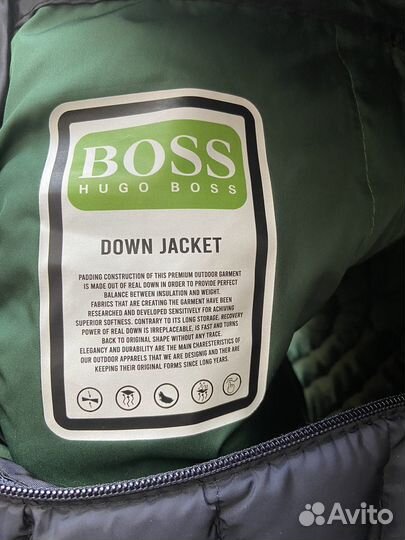 BOSS
HUGO BOSS
DOWN JACKET
PADDING CONSTRUCTION OF THIS PREMIUM OUTDOOR GARMENT
IS MADE OUT OF REAL DOWN IN ORDER TO PROVIDE PERFECT
BALANCE BETWEEN INSULATION AND WEIGHT.
FABRICS THAT ARE CREATING THE GARMENT HAVE BEEN
RESEARCHED AND DEVELOPED SENSITIVELY FOR ACHIVING
SUPERIOR SOFTNESS. CONTRARY TO ITS LONG STORAGE, RECOVERY
POWER OF REAL DOWN IS IRREPLACEABLE, IS FAST AND TURNS
BACK TO ORIGINAL SHAPE WITHOUT ANY TRACE.
ELEGANCY AND DURABILITY ARE THE MAIN CHARESTERISTICS OF
OUR OUTDOOR APPARELS THAT WE ARE DESIGNIG AND THER ARE
KEEPING THEIR ORIGINAL FORMS SINCE LONG YEARS.
Avito